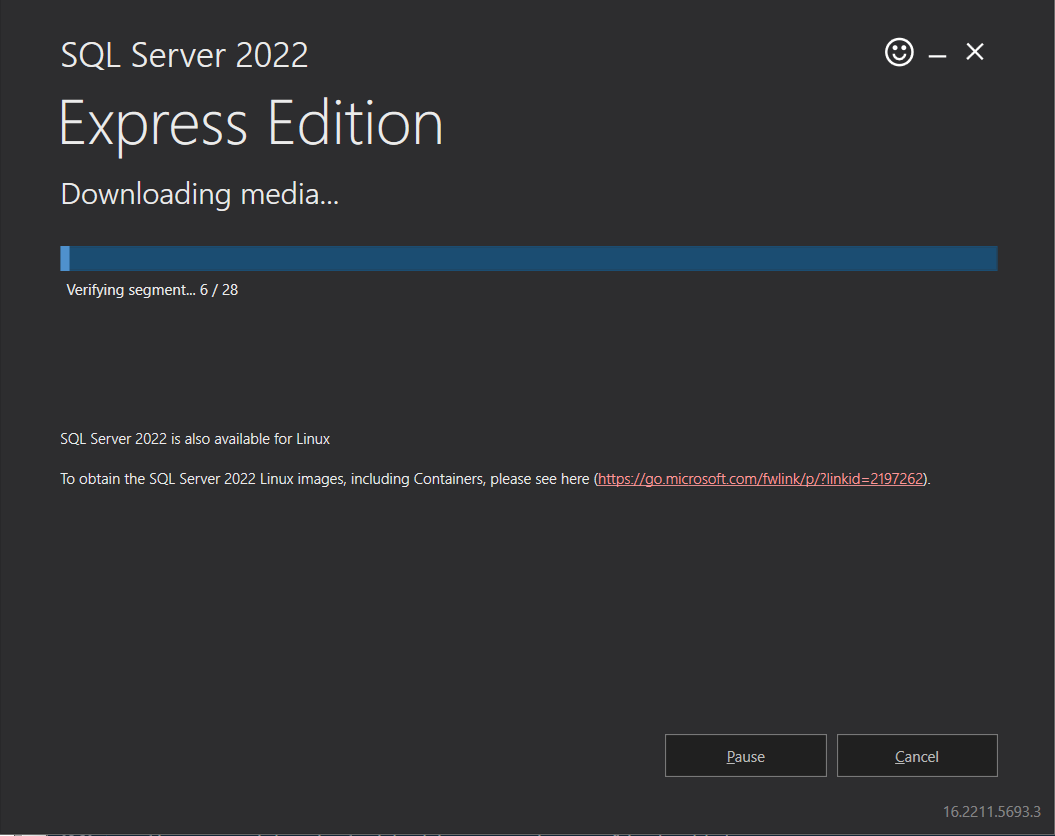 SQL Server 2022
Express Edition
Downloading media...
Verifying segment... 6 / 28
SQL Server 2022 is also available for Linux
To obtain the SQL Server 2022 Linux images, including Containers, please see here (https://go.microsoft.com/fwlink/p/?linkid=2197262).
Pause
Cancel
16.2211.5693.3